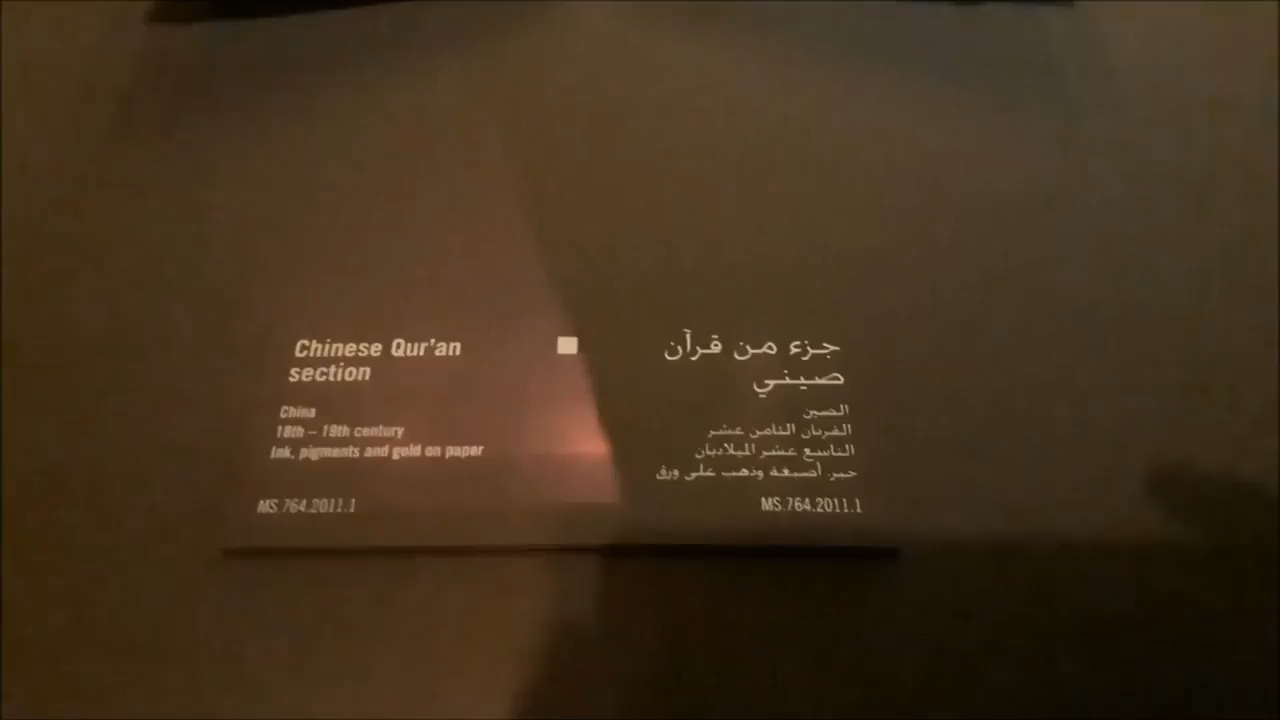 Chinese Qur'an
section
China
18th – 19th century
Ink, pigments and gold on paper
MS.764.2011.1
جزء من قرآن
صيني
الصين
القرنان الثامن عشر
التاسع عشر الميلاديان
حبر، أصبغة وذهب على ورق
MS.764.2011.1